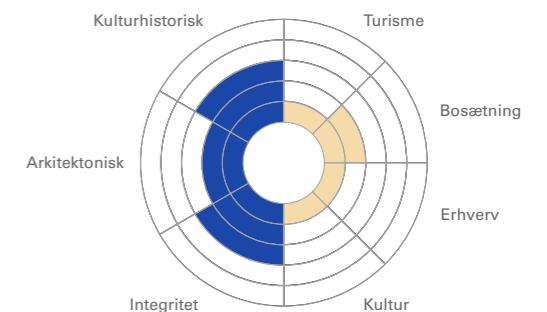 Kulturhistorisk
Turisme
Bosætning
Arkitektonisk
Erhverv
Integritet
Kultur